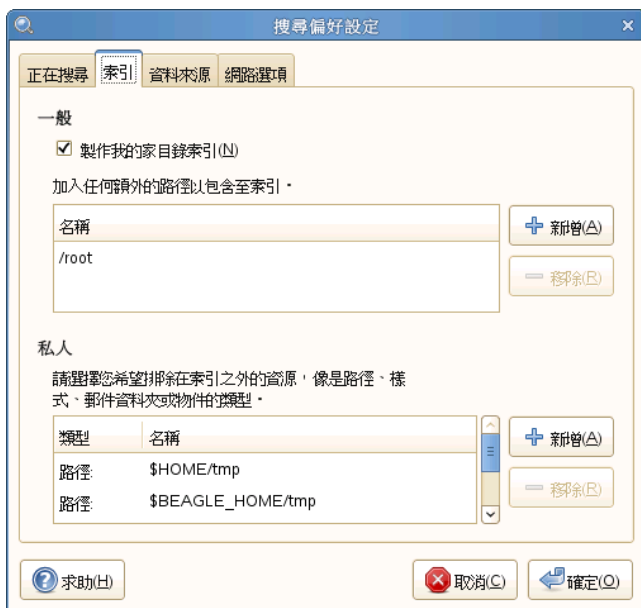 搜尋偏好設定
正在搜尋 索引 資料來源 網路選項
一般
製作我的家目錄索引(N)
加入任何額外的路徑以包含至索引。
名稱
新增(A)
/root
移除(R)
私人
請選擇您希望排除在索引之外的資源，像是路徑、樣
式、郵件資料夾或物件的類型。
類型 名稱
新增(A)
路徑: $HOME/tmp
路徑: $BEAGLE_HOME/tmp
移除(R)
求助(H) 取消(C) 確定(O)